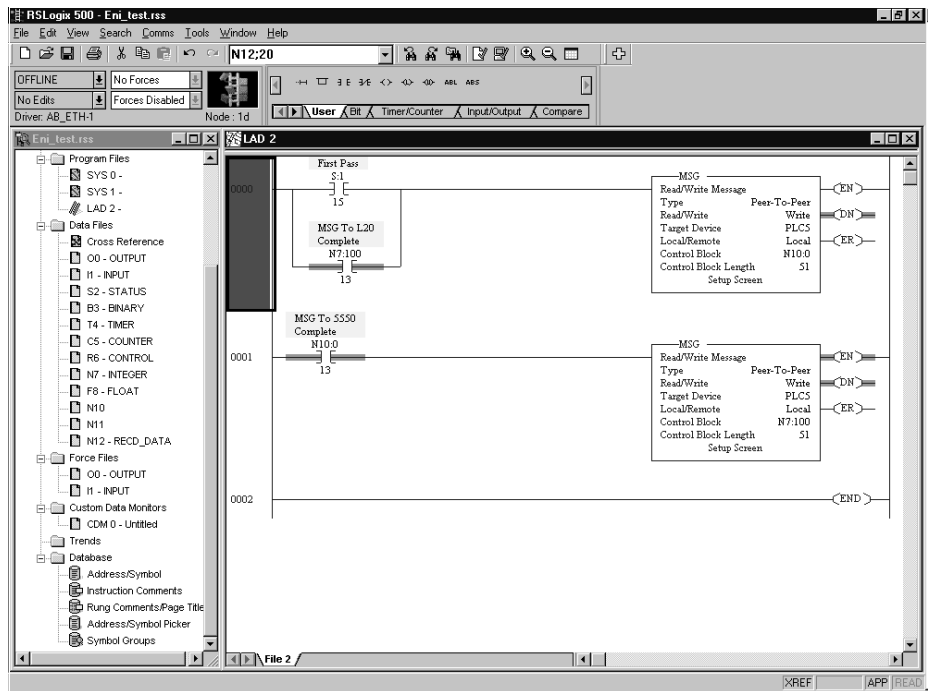 RSLogix 500 - Eni_test.rss
File Edit View Search Comms Tools Window Help
N12;20
OFFLINE No Forces
No Edits Forces Disabled
Driver: AB_ETH-1 Node : 1d
ABL ABS
User Bit Timer/Counter Input/Output Compare
Eni_test.rss
Program Files
SYS 0 -
SYS 1 -
LAD 2 -
Data Files
Cross Reference
O0 - OUTPUT
I1 - INPUT
S2 - STATUS
B3 - BINARY
T4 - TIMER
C5 - COUNTER
R6 - CONTROL
N7 - INTEGER
F8 - FLOAT
N10
N11
N12 - RECD_DATA
Force Files
O0 - OUTPUT
I1 - INPUT
Custom Data Monitors
CDM 0 - Untitled
Trends
Database
Address/Symbol
Instruction Comments
Rung Comments/Page Title
Address/Symbol Picker
Symbol Groups
LAD 2
0000
First Pass
S:1
15
MSG To L20
Complete
N7:100
13
MSG
Read/Write Message
Type Peer-To-Peer
Read/Write Write
Target Device PLC5
Local/Remote Local
Control Block N10:0
Control Block Length 51
Setup Screen
EN
DN
ER
0001
MSG To 5550
Complete
N10:0
13
MSG
Read/Write Message
Type Peer-To-Peer
Read/Write Write
Target Device PLC5
Local/Remote Local
Control Block N7:100
Control Block Length 51
Setup Screen
EN
DN
ER
0002
END
File 2
XREF APP READ